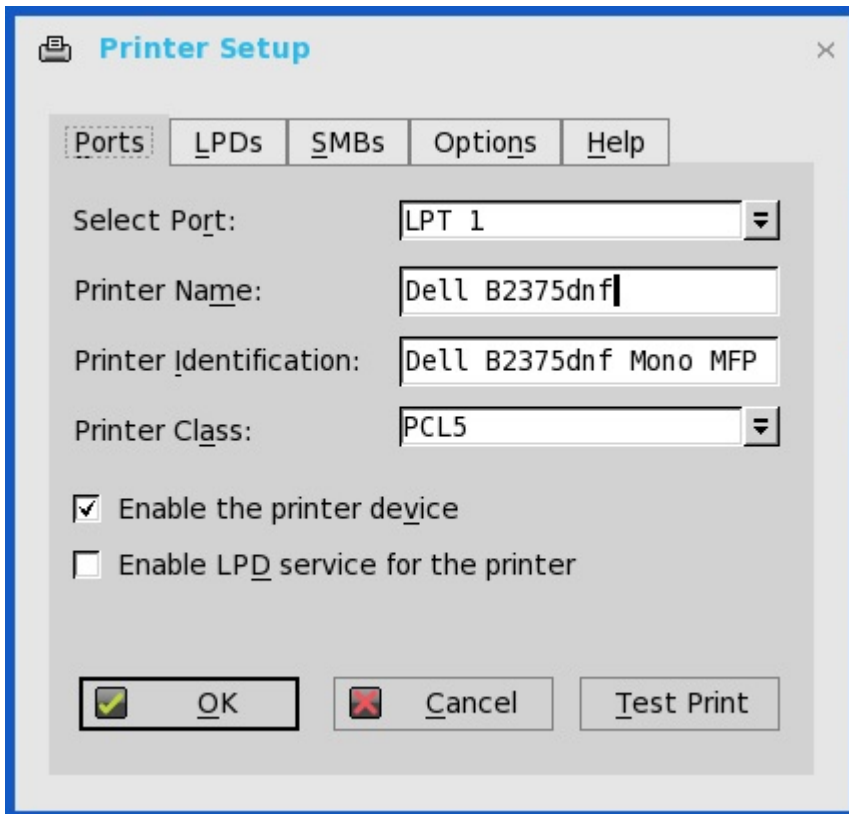 Printer Setup
Ports LPDs SMBs Options Help
Select Port: LPT 1
Printer Name: Dell B2375dnf
Printer Identification: Dell B2375dnf Mono MFP
Printer Class: PCL5
Enable the printer device
Enable LPD service for the printer
OK Cancel Test Print